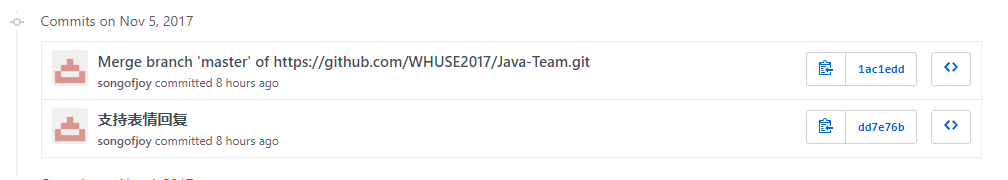 Commits on Nov 5, 2017
Merge branch 'master' of https://github.com/WHUSE2017/Java-Team.git
songofjoy committed 8 hours ago
1ac1edd
支持表情回复
songofjoy committed 8 hours ago
dd7e76b